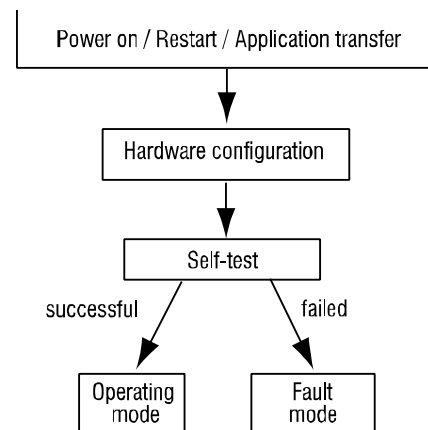 Power on / Restart / Application transfer
Hardware configuration
Self-test
successful
failed
Operating
mode
Fault
mode